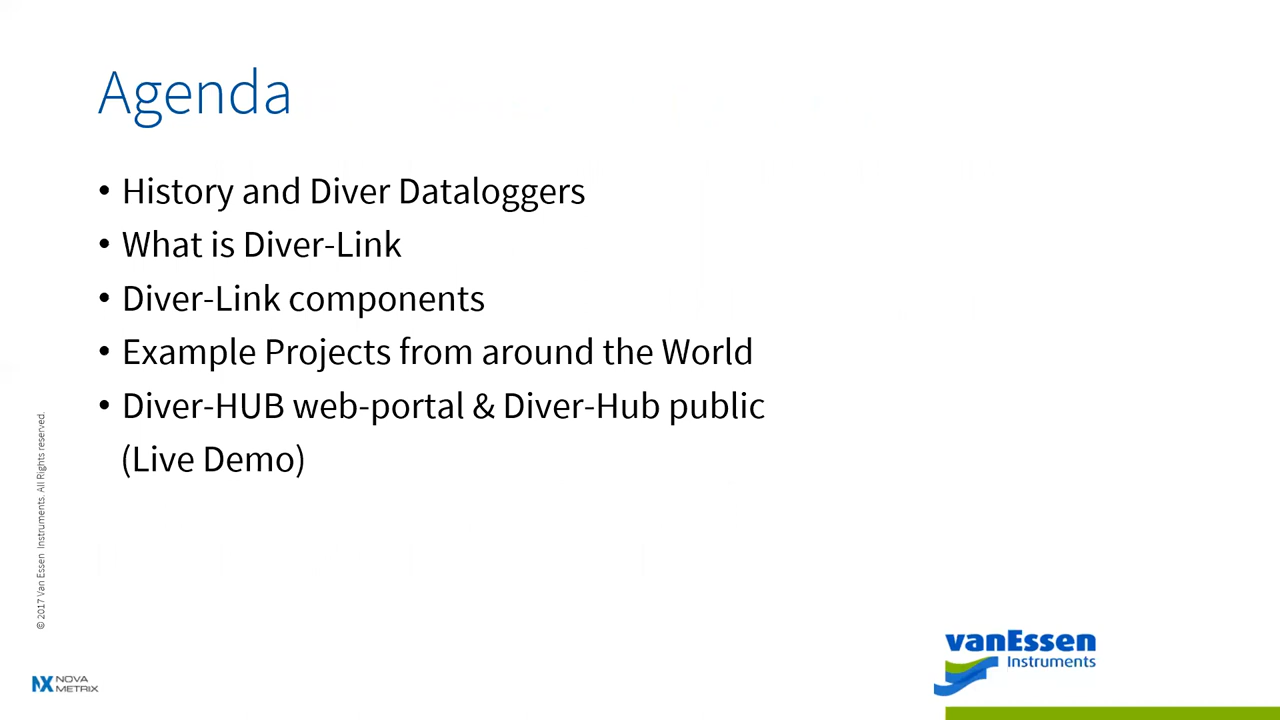 Agenda
• History and Diver Dataloggers
• What is Diver-Link
• Diver-Link components
• Example Projects from around the World
• Diver-HUB web-portal & Diver-Hub public
(Live Demo)
© 2017 Van Essen Instruments. All Rights reserved.
NOVA
METRIX
vanEssen
Instruments